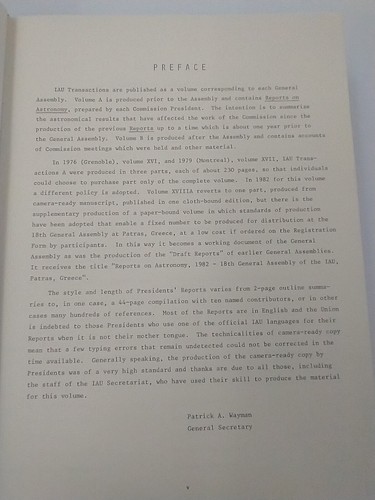 PREFACE
IAU Transactions are published as a volume corresponding to each General
Assembly. Volume A is produced prior to the Assembly and contains Reports on
Astronomy, prepared by each Commission President. The intention is to summarize
the astronomical results that have affected the work of the Commission since the
production of the previous Reports up to a time which is about one year prior to
the General Assembly. Volume B is produced after the Assembly and contains accounts
of Commission meetings which were held and other material.
In 1976 (Grenoble), volume XVI, and 1979 (Montreal), volume XVII, IAU Trans-
actions A were produced in three parts, each of about 230 pages, so that individuals
could choose to purchase part only of the complete volume. In 1982 for this volume
a different policy is adopted. Volume XVIIIA reverts to one part, produced from
camera-ready manuscript, published in one cloth-bound edition, but there is the
supplementary production of a paper-bound volume in which standards of production
have been adopted that enable a fixed number to be produced for distribution at the
18th General Assembly at Patras, Greece, at a low cost if ordered on the Registration
Form by participants. In this way it becomes a working document of the General
Assembly as was the production of the "Draft Reports" of earlier General Assemblies.
It receives the title "Reports on Astronomy, 1982 - 18th General Assembly of the IAU,
Patras, Greece".
The style and length of Presidents' Reports varies from 2-page outline summa-
ries to, in one case, a 44-page compilation with ten named contributors, or in other
cases many hundreds of references. Most of the Reports are in English and the Union
is indebted to those Presidents who use one of the official IAU languages for their
Reports when it is not their mother tongue. The technicalities of camera-ready copy
mean that a few typing errors that remain undetected could not be corrected in the
time available. Generally speaking, the production of the camera-ready copy by
Presidents was of a very high standard and thanks are due to all those, including
the staff of the IAU Secretariat, who have used their skill to produce the material
for this volume.
Patrick A. Wayman
General Secretary